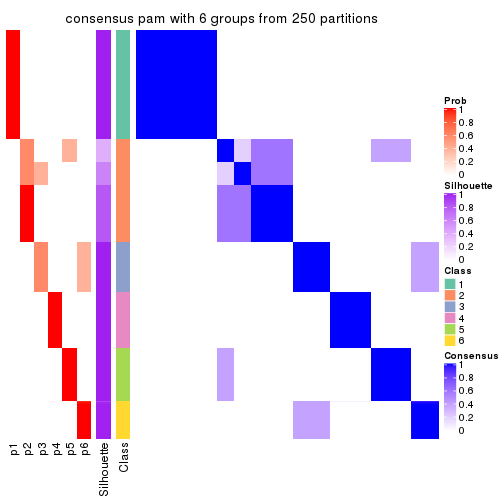 consensus pam with 6 groups from 250 partitions
Prob
1
0.8
0.6
0.4
0.2
0
Silhouette
1
0.8
0.6
0.4
0.2
0
Class
1
2
3
4
5
6
Consensus
1
0.8
0.6
0.4
0.2
0
p1
p2
p3
p4
p5
p6
Silhouette
Class